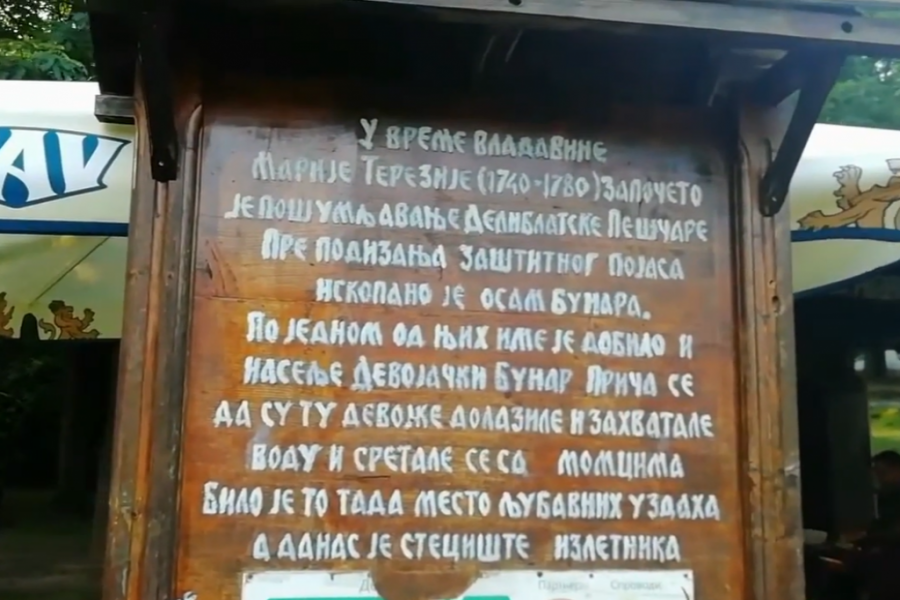 У ВРЕМЕ ВЛАДАВИНЕ
МАРИЈЕ ТЕРЕЗИЈЕ (1740-1780) ЗАПОЧЕТО
ЈЕ ПОШУМЉАВАЊЕ ДЕЛИБЛАТСКЕ ПЕШЧАРЕ
ПРЕ ПОДИЗАЊА ЗАШТИТНОГ ПОЈАСА
ИСКОПАНО ЈЕ ОСАМ БУНАРА.
ПО ЈЕДНОМ ОД ЊИХ ИМЕ ЈЕ ДОБИЛО И
НАСЕЉЕ ДЕВОЈАЧКИ БУНАР ПРИЧА СЕ
ДА СУ ТУ ДЕВОЈКЕ ДОЛАЗИЛЕ И ЗАХВАТАЛЕ
ВОДУ И СРЕТАЛЕ СЕ СА МОМЦИМА
БИЛО ЈЕ ТО ТАДА МЕСТО ЉУБАВНИХ УЗДАХА
А ДАНАС ЈЕ СТЕЦИШТЕ ИЗЛЕТНИКА